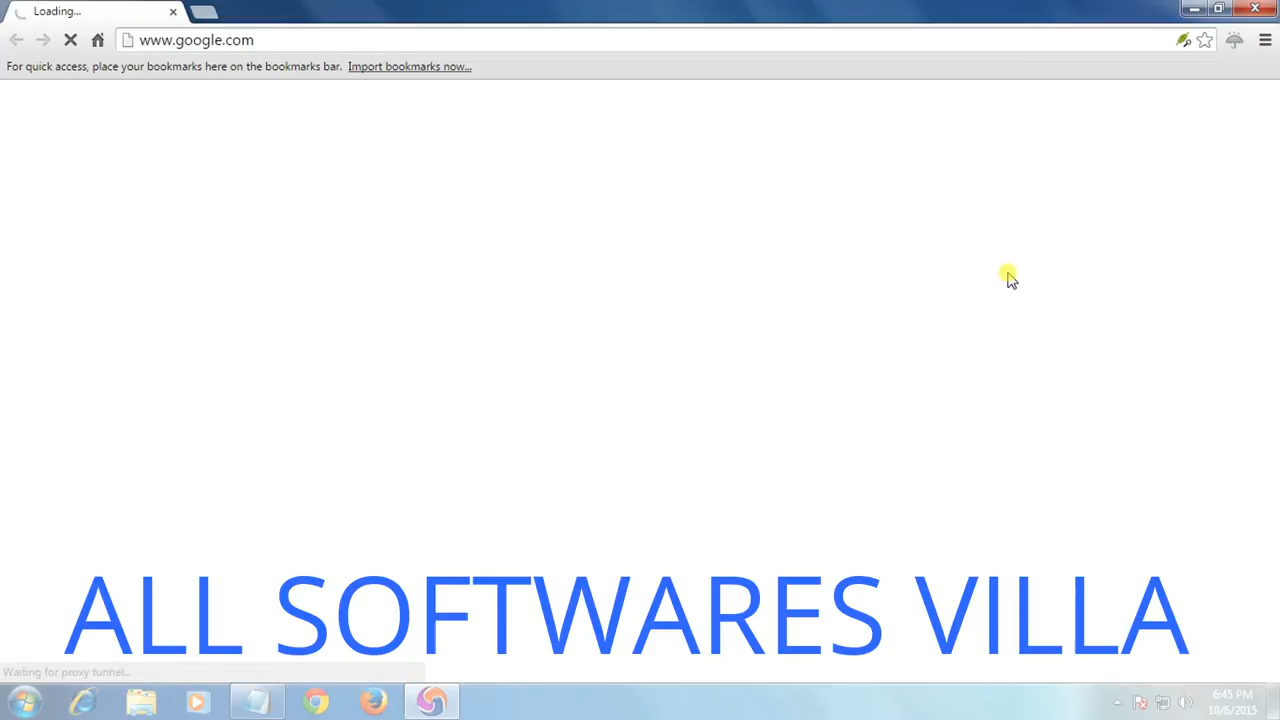 Loading...
www.google.com
For quick access, place your bookmarks here on the bookmarks bar. Import bookmarks now...
ALL SOFTWARES VILLA
Waiting for proxy tunnel...
6:45 PM
10/6/2015